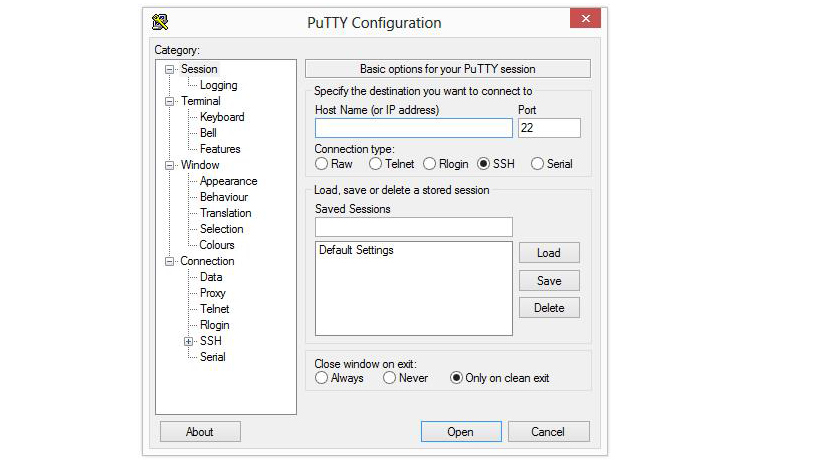 PuTTY Configuration
Category:
Session
Logging
Terminal
Keyboard
Bell
Features
Window
Appearance
Behaviour
Translation
Selection
Colours
Connection
Data
Proxy
Telnet
Rlogin
SSH
Serial
Basic options for your PuTTY session
Specify the destination you want to connect to
Host Name (or IP address) Port
22
Connection type:
Raw Telnet Rlogin SSH Serial
Load, save or delete a stored session
Saved Sessions
Default Settings
Load
Save
Delete
Close window on exit:
Always Never Only on clean exit
About Open Cancel